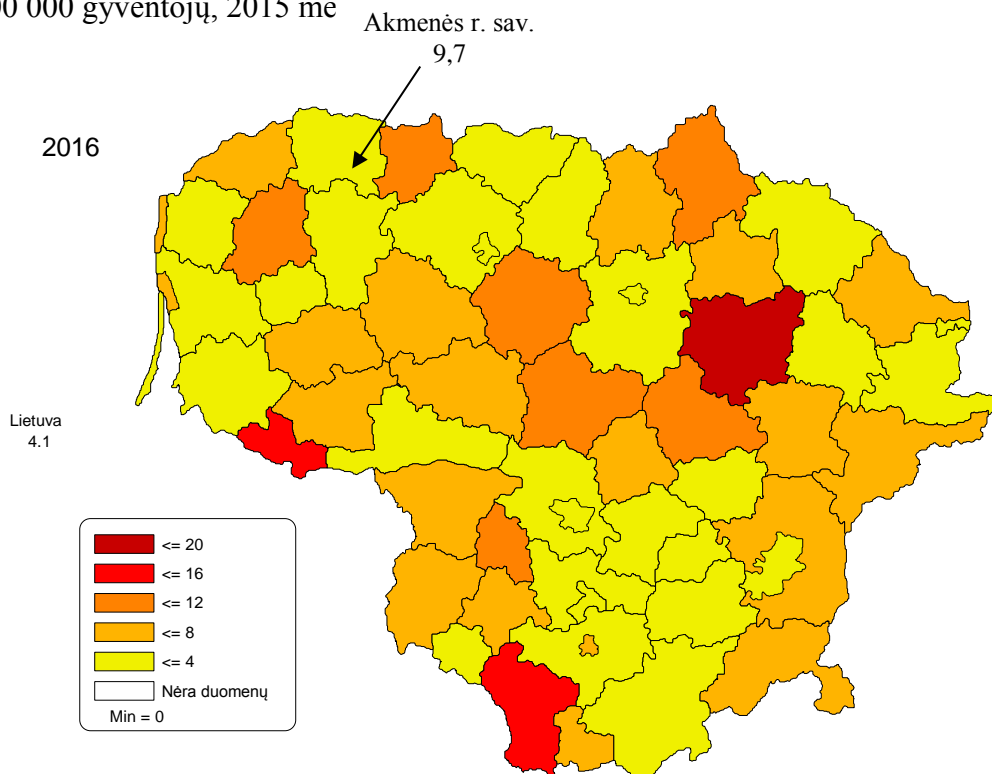 00 000 gyventojų, 2015 me
Akmenės r. sav.
9,7
2016
Lietuva
4.1
<= 20
<= 16
<= 12
<= 8
<= 4
Nėra duomenų
Min = 0